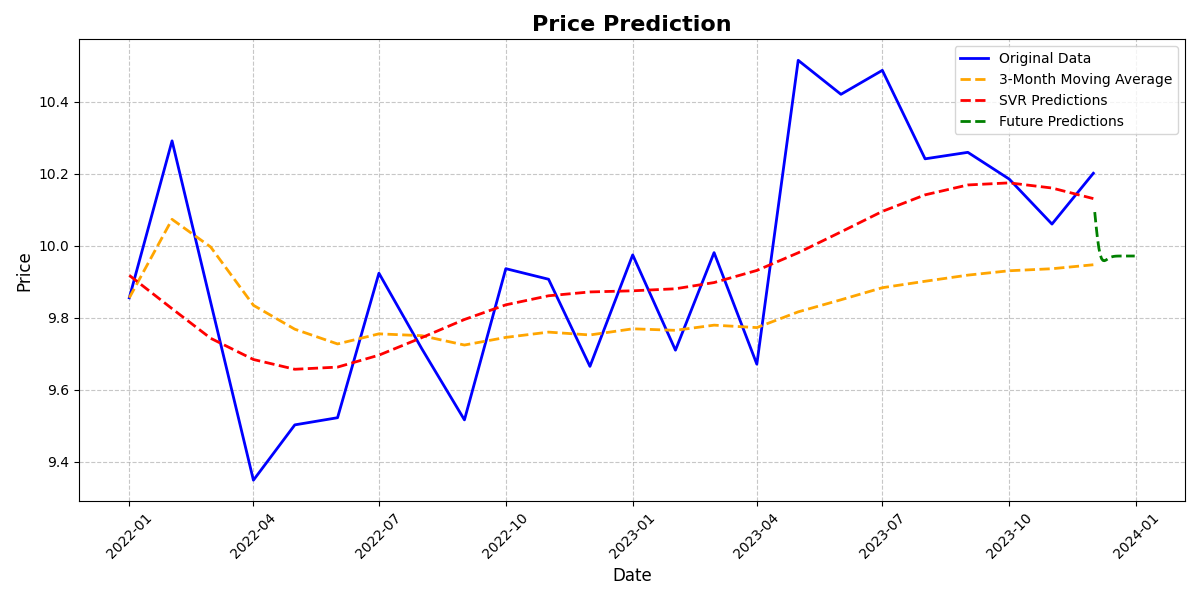 Price Prediction
Original Data
3-Month Moving Average
SVR Predictions
Future Predictions
Price
10.4
10.2
10.0
9.8
9.6
9.4
2022-01
2022-04
2022-07
2022-10
2023-01
2023-04
2023-07
2023-10
2024-01
Date